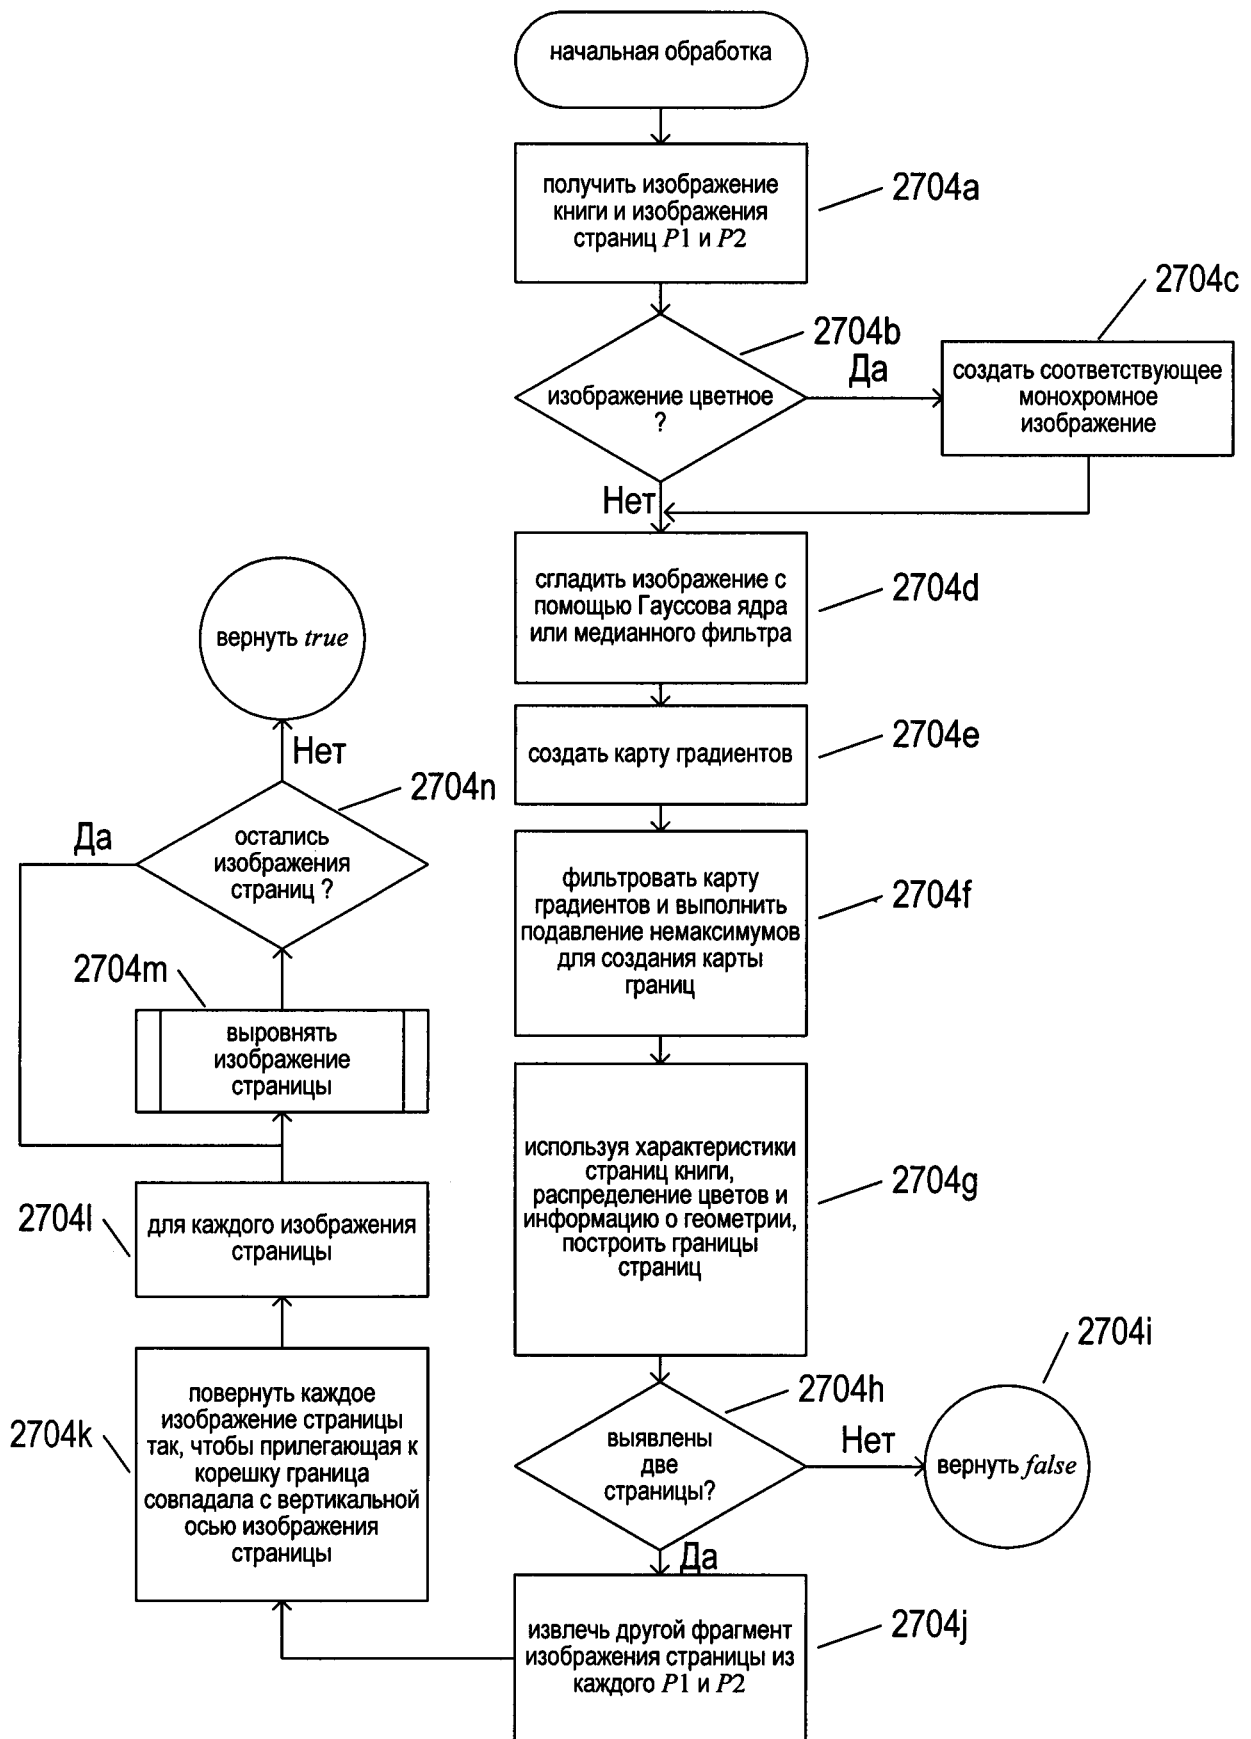 начальная обработка
получить изображение
книги и изображения
страниц P1 и P2
2704a
2704b
изображение цветное
?
Да
2704c
создать соответствующее
монохромное
изображение
Нет
сгладить изображение с
помощью Гауссова ядра
или медианного фильтра
2704d
создать карту градиентов
2704e
фильтровать карту
градиентов и выполнить
подавление немаксимумов
для создания карты
границ
2704f
используя характеристики
страниц книги,
распределение цветов и
информацию о геометрии,
построить границы
страниц
2704g
2704h
выявлены
две
страницы?
Нет
2704i
вернуть false
Да
извлечь другой фрагмент
изображения страницы из
каждого P1 и P2
2704j
повернуть каждое
изображение страницы
так, чтобы прилегающая к
корешку граница
совпадала с вертикальной
осью изображения
страницы
2704k
для каждого изображения
страницы
2704l
2704m
выровнять
изображение
страницы
2704n
остались
изображения
страниц ?
Да
Нет
вернуть true